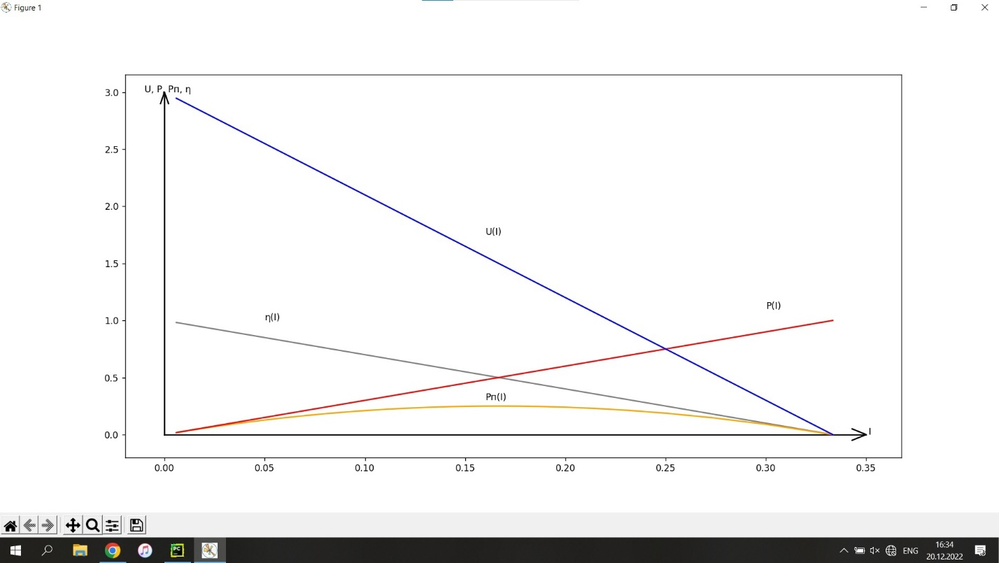 Figure 1
U, P, Pп, η
3.0
2.5
2.0
1.5
1.0
0.5
0.0
U(I)
P(I)
η(I)
Pп(I)
I
0.00 0.05 0.10 0.15 0.20 0.25 0.30 0.35
PC
ENG
16:34
20.12.2022